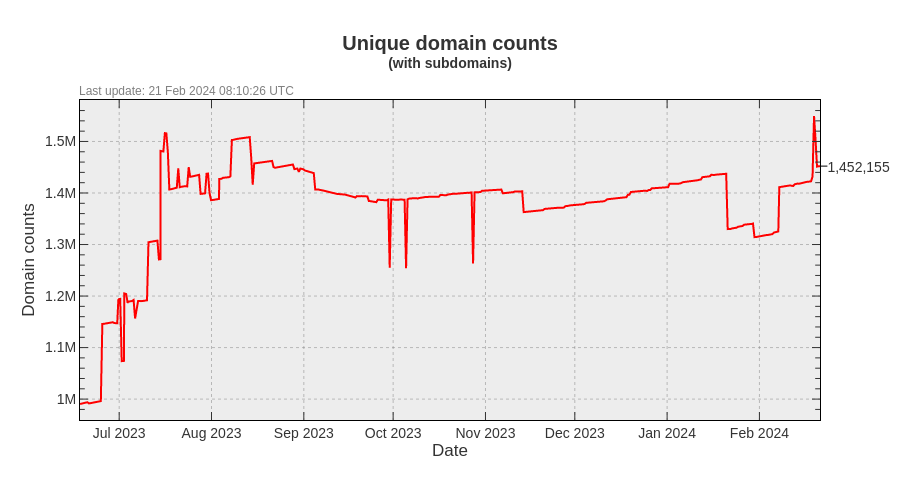 Unique domain counts
(with subdomains)
Last update: 21 Feb 2024 08:10:26 UTC
1.5M
1,452,155
1.4M
1.3M
1.2M
1.1M
1M
Domain counts
Jul 2023 Aug 2023 Sep 2023 Oct 2023 Nov 2023 Dec 2023 Jan 2024 Feb 2024
Date